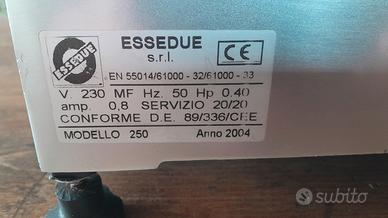 ESSEDUE
s.r.l.
ESSEDUE
CE
EN 55014/61000 - 32/61000 - 33
V. 230 MF Hz. 50 Hp 0,40
amp. 0,8 SERVIZIO 20/20
CONFORME D.E. 89/336/CEE
MODELLO 250 Anno 2004
subito